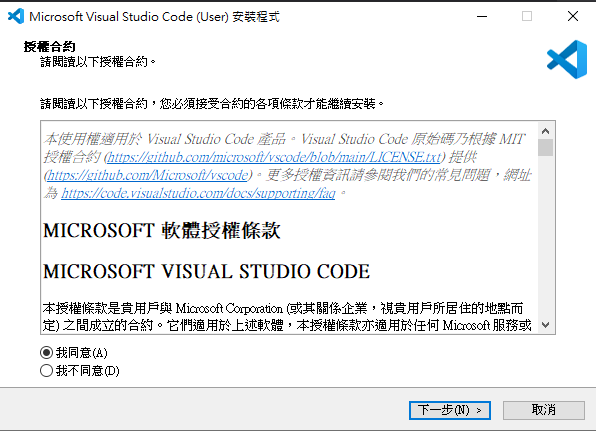 Microsoft Visual Studio Code (User) 安裝程式
授權合約
請閱讀以下授權合約。
請閱讀以下授權合約，您必須接受合約的各項條款才能繼續安裝。
本使用權適用於 Visual Studio Code 產品。Visual Studio Code 原始碼乃根據 MIT
授權合約 (https://github.com/microsoft/vscode/blob/main/LICENSE.txt) 提供
(https://github.com/Microsoft/vscode)。更多授權資訊請參閱我們的常見問題，網址
為 https://code.visualstudio.com/docs/supporting/faq。
MICROSOFT 軟體授權條款
MICROSOFT VISUAL STUDIO CODE
本授權條款是貴用戶與 Microsoft Corporation (或其關係企業，視貴用戶所居住的地點而
定) 之間成立的合約。它們適用於上述軟體，本授權條款亦適用於任何 Microsoft 服務或
我同意(A)
我不同意(D)
下一步(N) >
取消